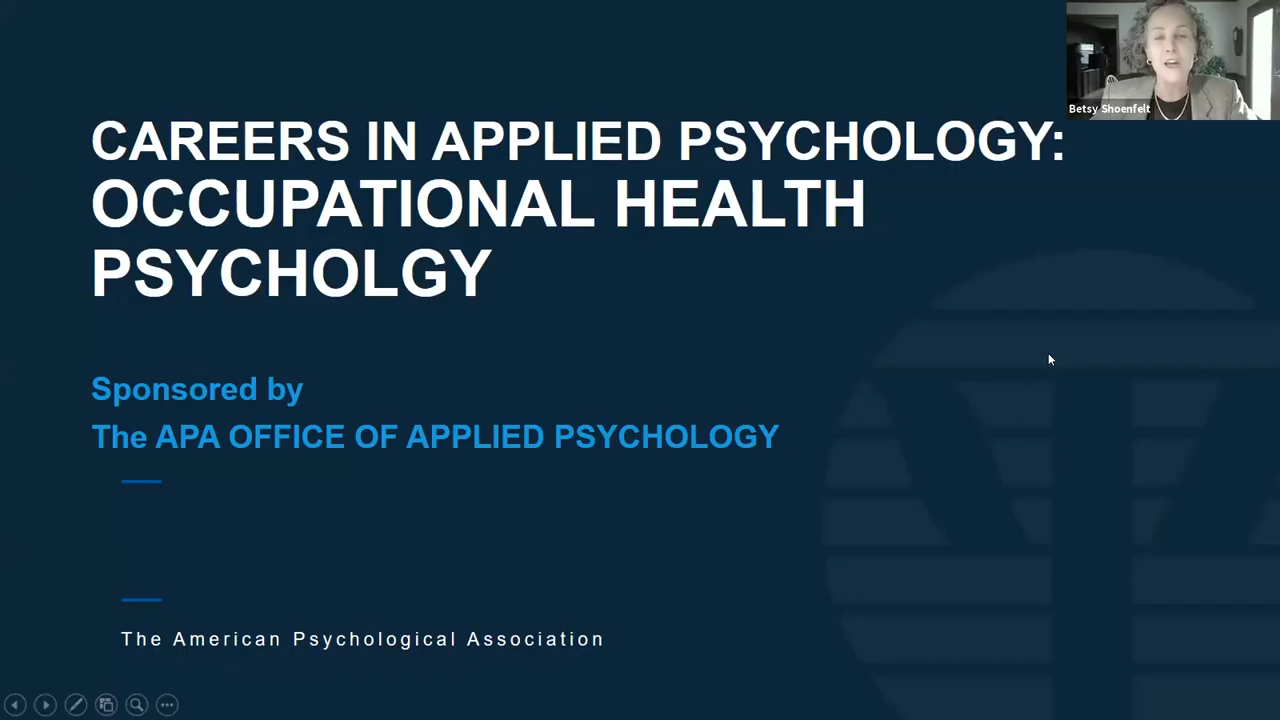 Betsy Shoenfelt
CAREERS IN APPLIED PSYCHOLOGY:
OCCUPATIONAL HEALTH
PSYCHOLGY
Sponsored by
The APA OFFICE OF APPLIED PSYCHOLOGY
The American Psychological Association